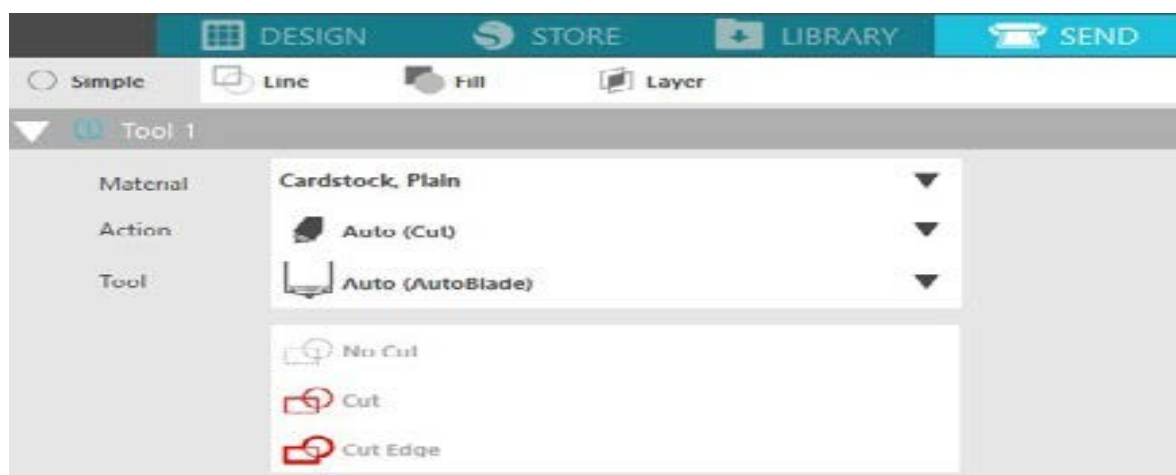 DESIGN STORE LIBRARY SEND
Simple Line Fill Layer
Tool 1
Material Cardstock, Plain
Action Auto (Cut)
Tool Auto (AutoBlade)
No Cut
Cut
Cut Edge